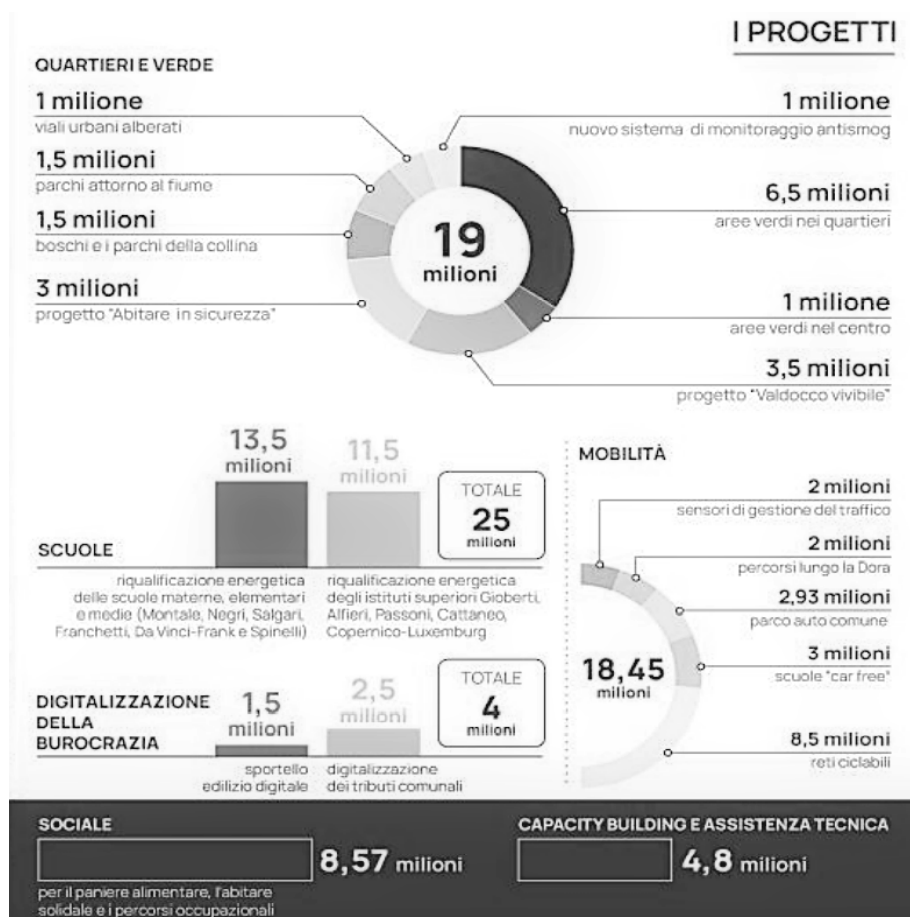 I PROGETTI
QUARTIERI E VERDE
1 milione
viali urbani alberati
1,5 milioni
parchi attorno al fiume
1,5 milioni
boschi e i parchi della collina
3 milioni
progetto "Abitare in sicurezza"
19
milioni
1 milione
nuovo sistema di monitoraggio antismog
6,5 milioni
aree verdi nei quartieri
1 milione
aree verdi nel centro
3,5 milioni
progetto "Valdocco vivibile"
SCUOLE
13,5
milioni
riqualificazione energetica
delle scuole materne, elementari
e medie (Montale, Negri, Salgari,
Franchetti, Da Vinci-Frank e Spinelli)
11,5
milioni
riqualificazione energetica
degli istituti superiori Gioberti,
Alfieri, Passoni, Cattaneo,
Copernico-Luxemburg
TOTALE
25
milioni
DIGITALIZZAZIONE
DELLA
BUROCRAZIA
1,5
milioni
sportello
edilizio digitale
2,5
milioni
digitalizzazione
dei tributi comunali
TOTALE
4
milioni
MOBILITÀ
18,45
milioni
2 milioni
sensori di gestione del traffico
2 milioni
percorsi lungo la Dora
2,93 milioni
parco auto comune
3 milioni
scuole "car free"
8,5 milioni
reti ciclabili
SOCIALE
8,57 milioni
per il paniere alimentare, l'abitare
solidale e i percorsi occupazionali
CAPACITY BUILDING E ASSISTENZA TECNICA
4,8 milioni